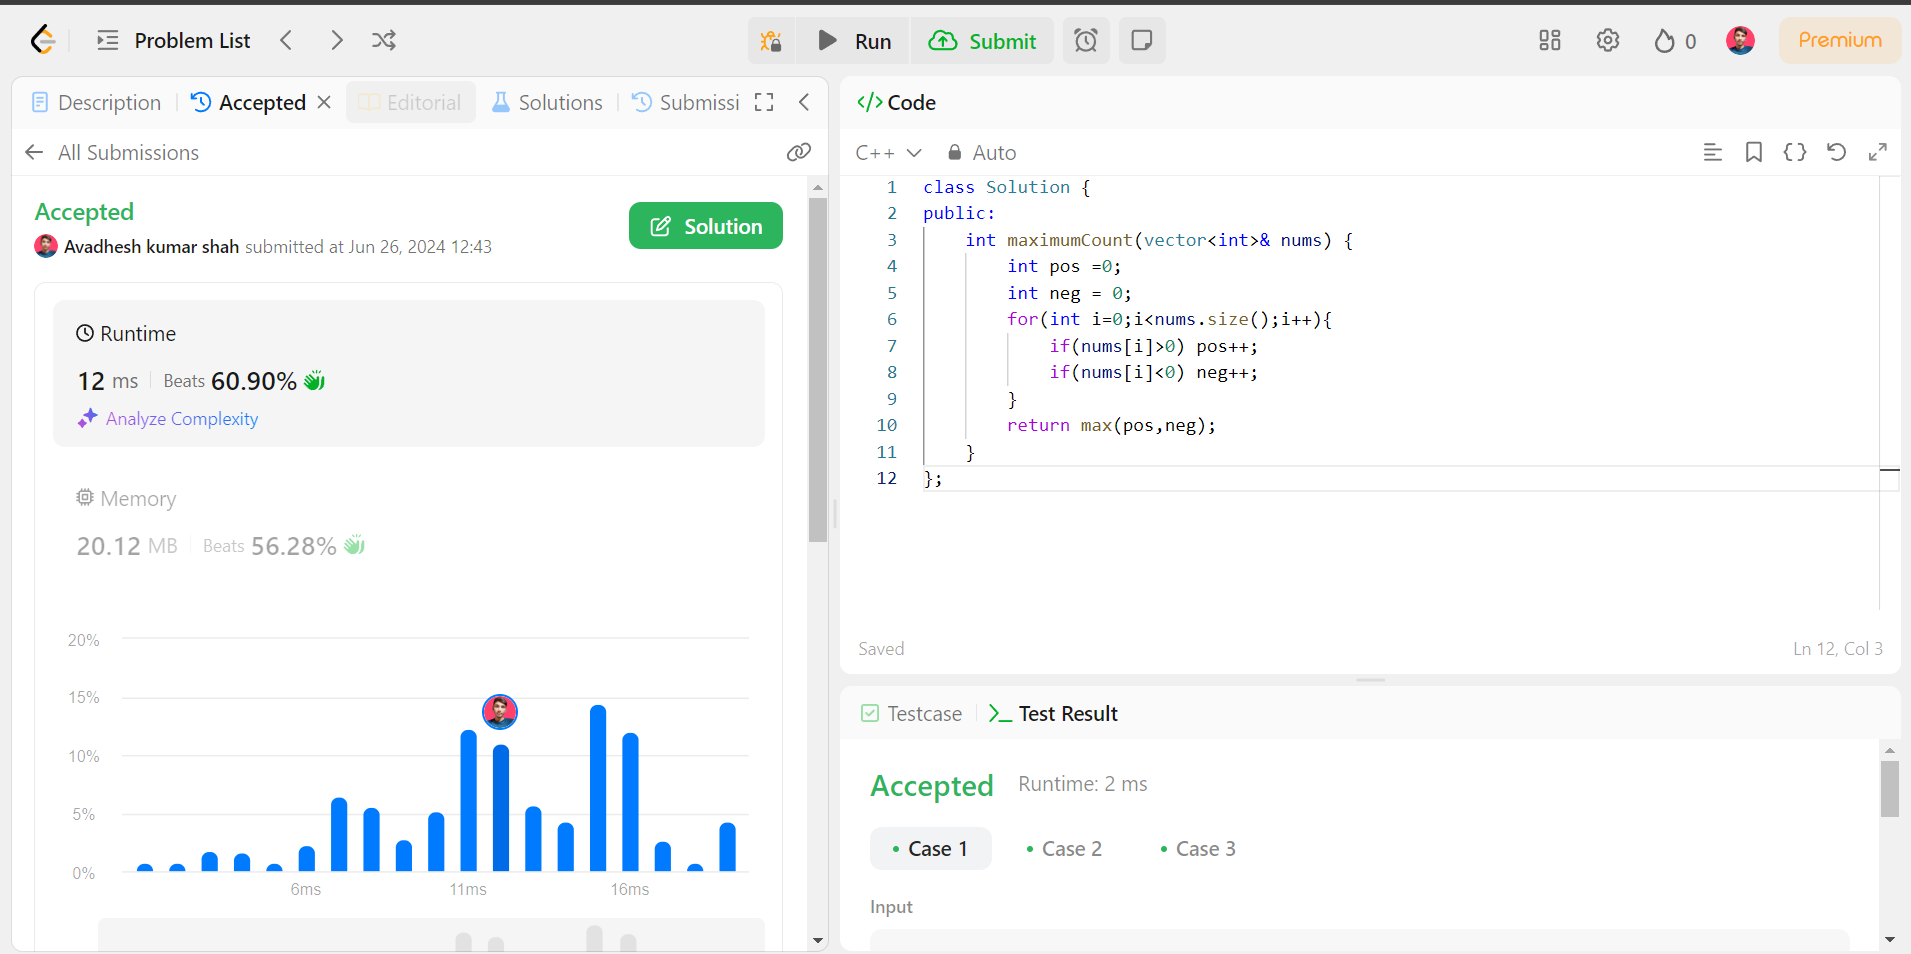 Problem List
Run
Submit
0
Premium
Description
Accepted
Editorial
Solutions
Submissi
All Submissions
Accepted
Avadhesh kumar shah submitted at Jun 26, 2024 12:43
Solution
Runtime
12 ms
Beats 60.90%
Analyze Complexity
Memory
20.12 MB
Beats 56.28%
20%
15%
10%
5%
0%
6ms
11ms
16ms
Code
C++
Auto
1 class Solution {
2 public:
3     int maximumCount(vector<int>& nums) {
4         int pos =0;
5         int neg = 0;
6         for(int i=0;i<nums.size();i++){
7             if(nums[i]>0) pos++;
8             if(nums[i]<0) neg++;
9         }
10         return max(pos,neg);
11     }
12 };
Saved
Ln 12, Col 3
Testcase
Test Result
Accepted
Runtime: 2 ms
Case 1
Case 2
Case 3
Input